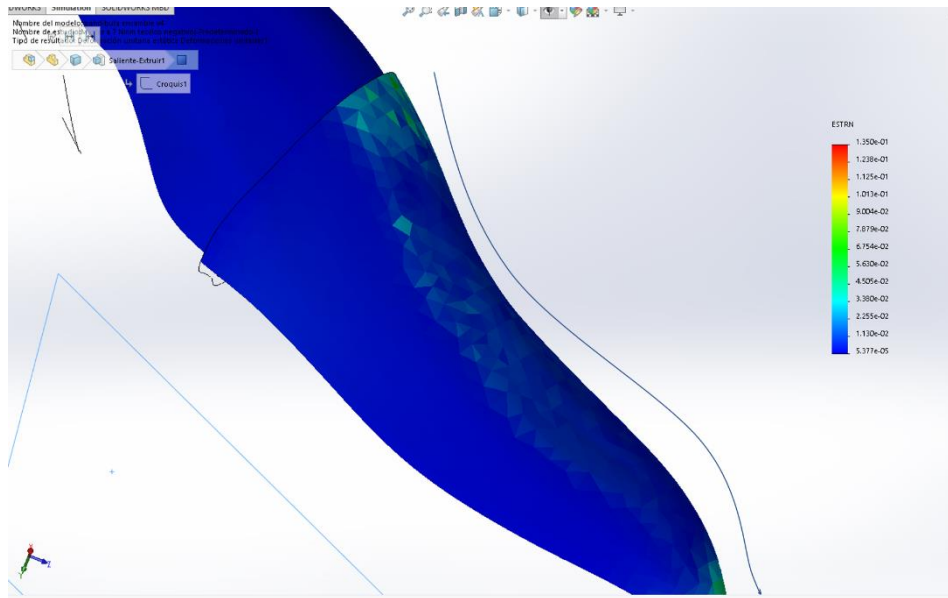 Simulation SOLIDWORKS MBD
Nombre del modelo:
Nombre de estudio:
Tipo de resultado:
Saliente-Extruir1
Croquis1
ESTRN
1.350e-01
1.238e-01
1.125e-01
1.013e-01
9.004e-02
7.879e-02
6.754e-02
5.630e-02
4.505e-02
3.380e-02
2.255e-02
1.130e-02
5.377e-05
Y
Z